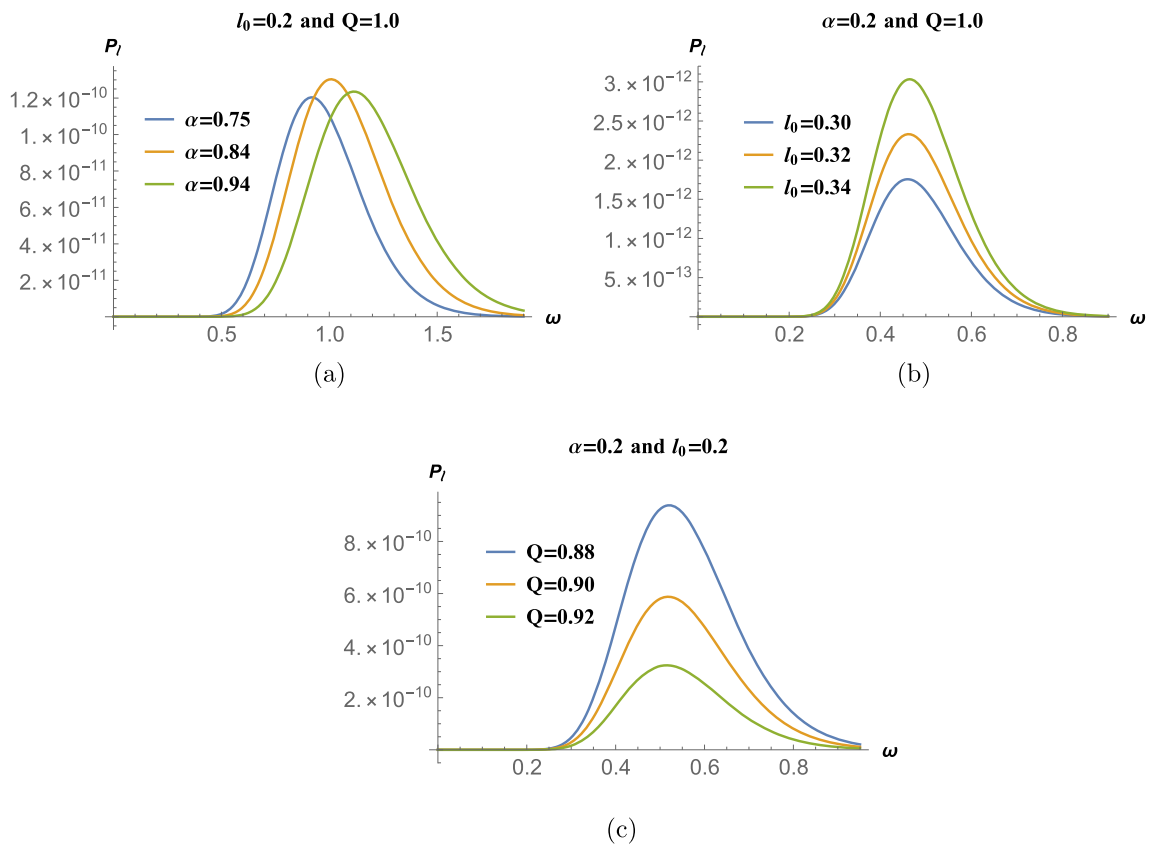 l₀=0.2 and Q=1.0
Pₗ
1.2×10⁻¹⁰
1.×10⁻¹⁰
8.×10⁻¹¹
6.×10⁻¹¹
4.×10⁻¹¹
2.×10⁻¹¹
α=0.75
α=0.84
α=0.94
0.5 1.0 1.5 ω
(a)
α=0.2 and Q=1.0
Pₗ
3.×10⁻¹²
2.5×10⁻¹²
2.×10⁻¹²
1.5×10⁻¹²
1.×10⁻¹²
5.×10⁻¹³
l₀=0.30
l₀=0.32
l₀=0.34
0.2 0.4 0.6 0.8 ω
(b)
α=0.2 and l₀=0.2
Pₗ
8.×10⁻¹⁰
6.×10⁻¹⁰
4.×10⁻¹⁰
2.×10⁻¹⁰
Q=0.88
Q=0.90
Q=0.92
0.2 0.4 0.6 0.8 ω
(c)